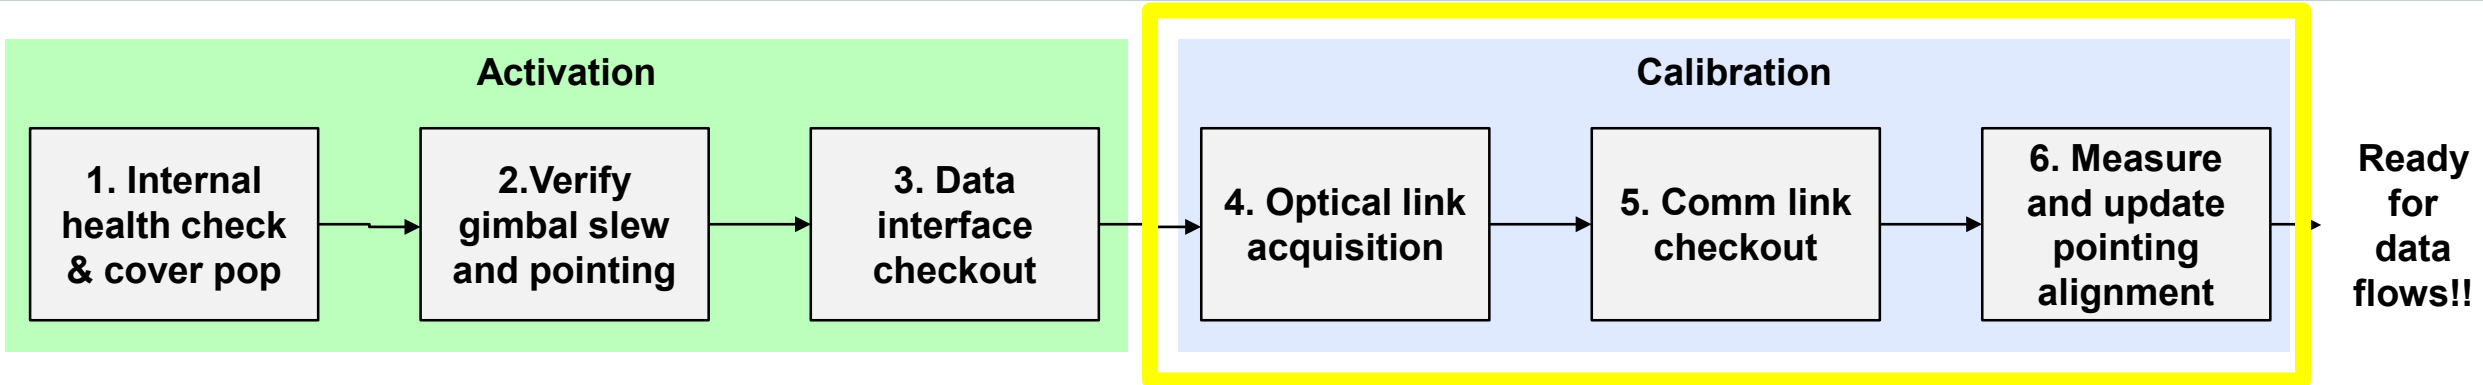 Activation
1. Internal
health check
& cover pop
2.Verify
gimbal slew
and pointing
3. Data
interface
checkout
Calibration
4. Optical link
acquisition
5. Comm link
checkout
6. Measure
and update
pointing
alignment
Ready
for
data
flows!!